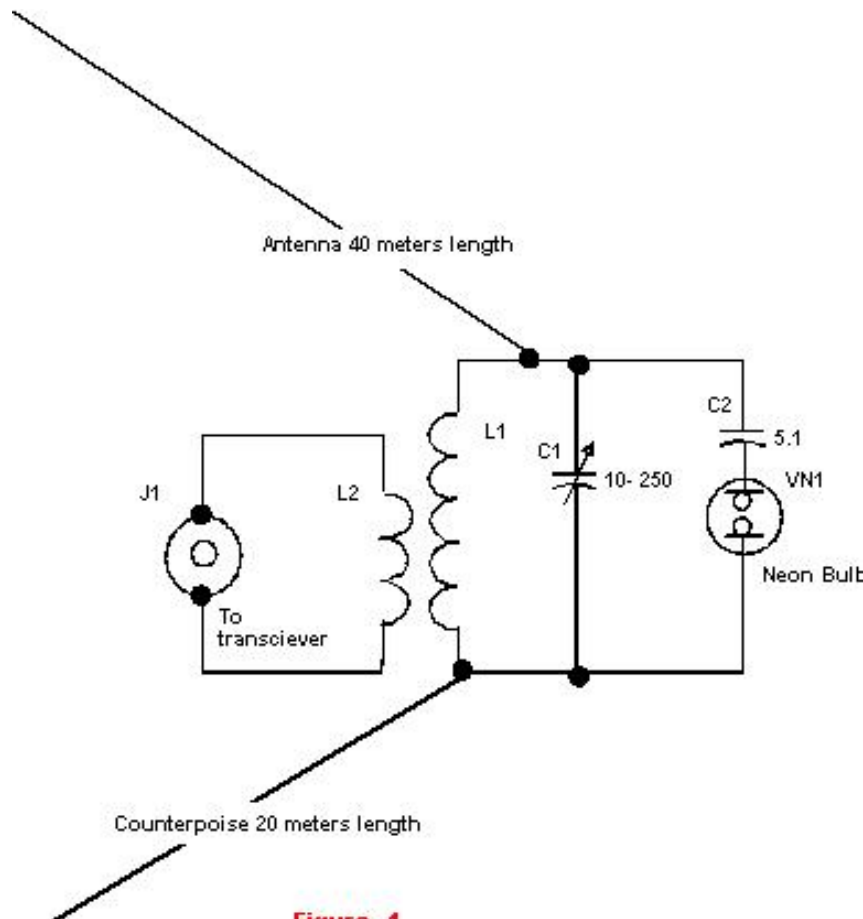 Antenna 40 meters length
C2
5.1
L1
C1
10- 250
VN1
J1
L2
Neon Bulb
To
transciever
Counterpoise 20 meters length